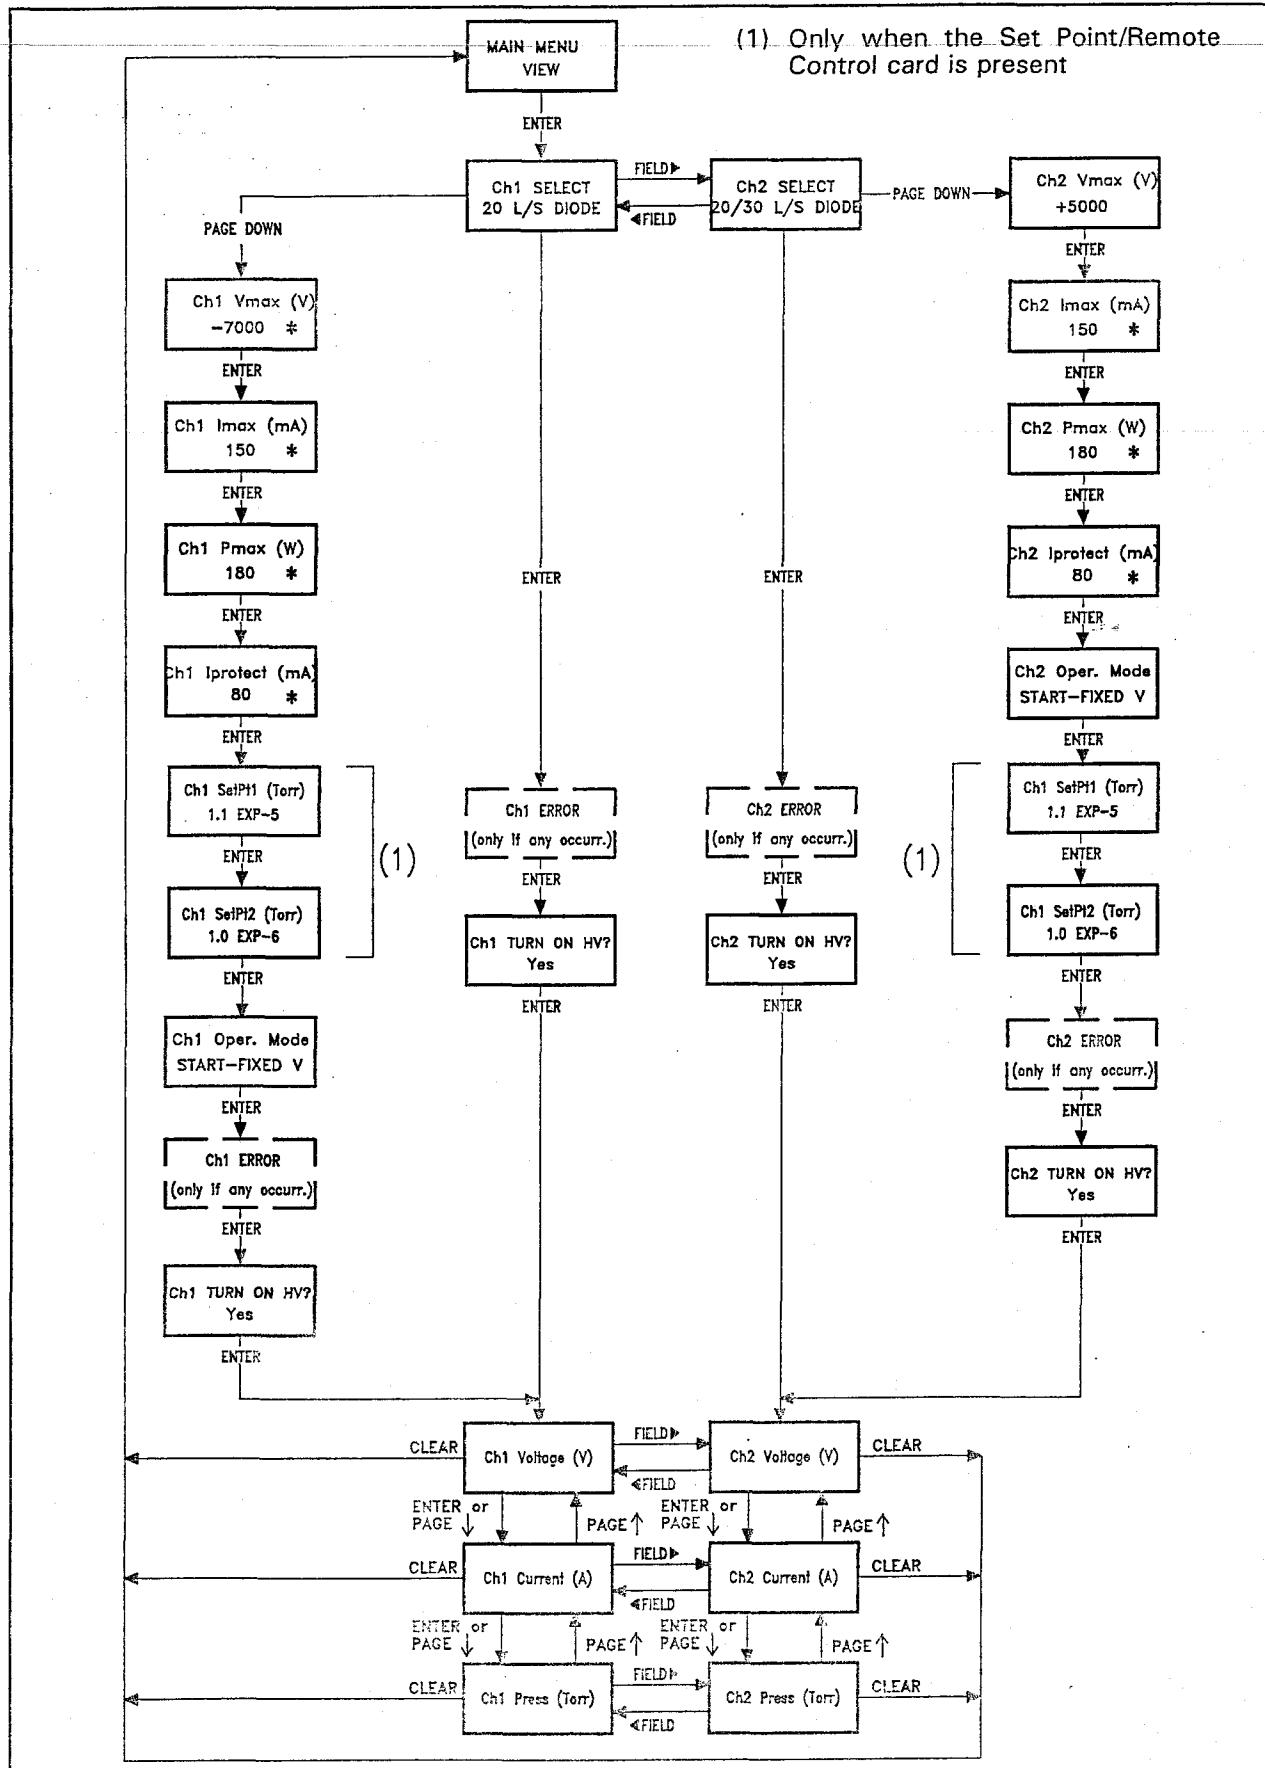 (1) Only when the Set Point/Remote
Control card is present
MAIN MENU
VIEW
ENTER
Ch1 SELECT
20 L/S DIODE
FIELD▶
◀FIELD
Ch2 SELECT
20/30 L/S DIODE
PAGE DOWN
Ch2 Vmax (V)
+5000
PAGE DOWN
ENTER
Ch1 Vmax (V)
-7000 *
ENTER
Ch2 Imax (mA)
150 *
ENTER
Ch1 Imax (mA)
150 *
ENTER
Ch2 Pmax (W)
180 *
ENTER
Ch1 Pmax (W)
180 *
ENTER
Ch2 Iprotect (mA)
80 *
ENTER
ENTER
ENTER
Ch1 Iprotect (mA)
80 *
ENTER
Ch2 Oper. Mode
START-FIXED V
ENTER
Ch1 SetPt1 (Torr)
1.1 EXP-5
ENTER
Ch1 SetPt2 (Torr)
1.0 EXP-6
(1)
ENTER
Ch1 ERROR
(only if any occurr.)
ENTER
Ch1 TURN ON HV?
Yes
ENTER
Ch2 ERROR
(only if any occurr.)
ENTER
Ch2 TURN ON HV?
Yes
ENTER
(1)
Ch1 SetPt1 (Torr)
1.1 EXP-5
ENTER
Ch1 SetPt2 (Torr)
1.0 EXP-6
ENTER
Ch1 Oper. Mode
START-FIXED V
ENTER
Ch2 ERROR
(only if any occurr.)
ENTER
Ch1 ERROR
(only if any occurr.)
ENTER
Ch2 TURN ON HV?
Yes
ENTER
Ch1 TURN ON HV?
Yes
ENTER
CLEAR
Ch1 Voltage (V)
FIELD▶
◀FIELD
Ch2 Voltage (V)
CLEAR
ENTER or
PAGE ↓
PAGE ↑
ENTER or
PAGE ↓
PAGE ↑
CLEAR
Ch1 Current (A)
FIELD▶
◀FIELD
Ch2 Current (A)
CLEAR
ENTER or
PAGE ↓
PAGE ↑
ENTER or
PAGE ↓
PAGE ↑
CLEAR
Ch1 Press (Torr)
FIELD▶
◀FIELD
Ch2 Press (Torr)
CLEAR